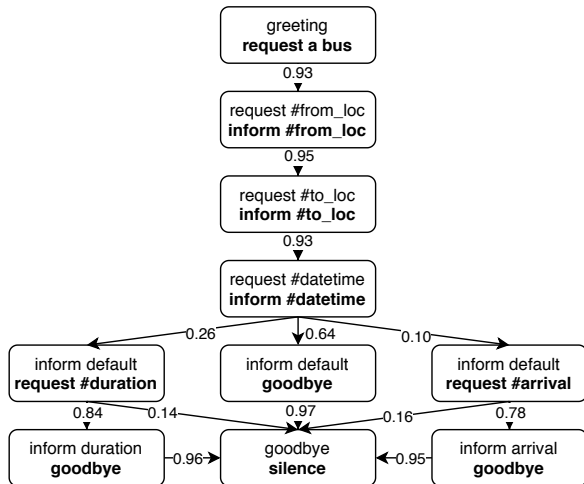 greeting
request a bus
0.93
request #from_loc
inform #from_loc
0.95
request #to_loc
inform #to_loc
0.93
request #datetime
inform #datetime
0.26
0.64
0.10
inform default
request #duration
inform default
goodbye
inform default
request #arrival
0.84
0.14
0.97
0.16
0.78
inform duration
goodbye
0.96
goodbye
silence
0.95
inform arrival
goodbye